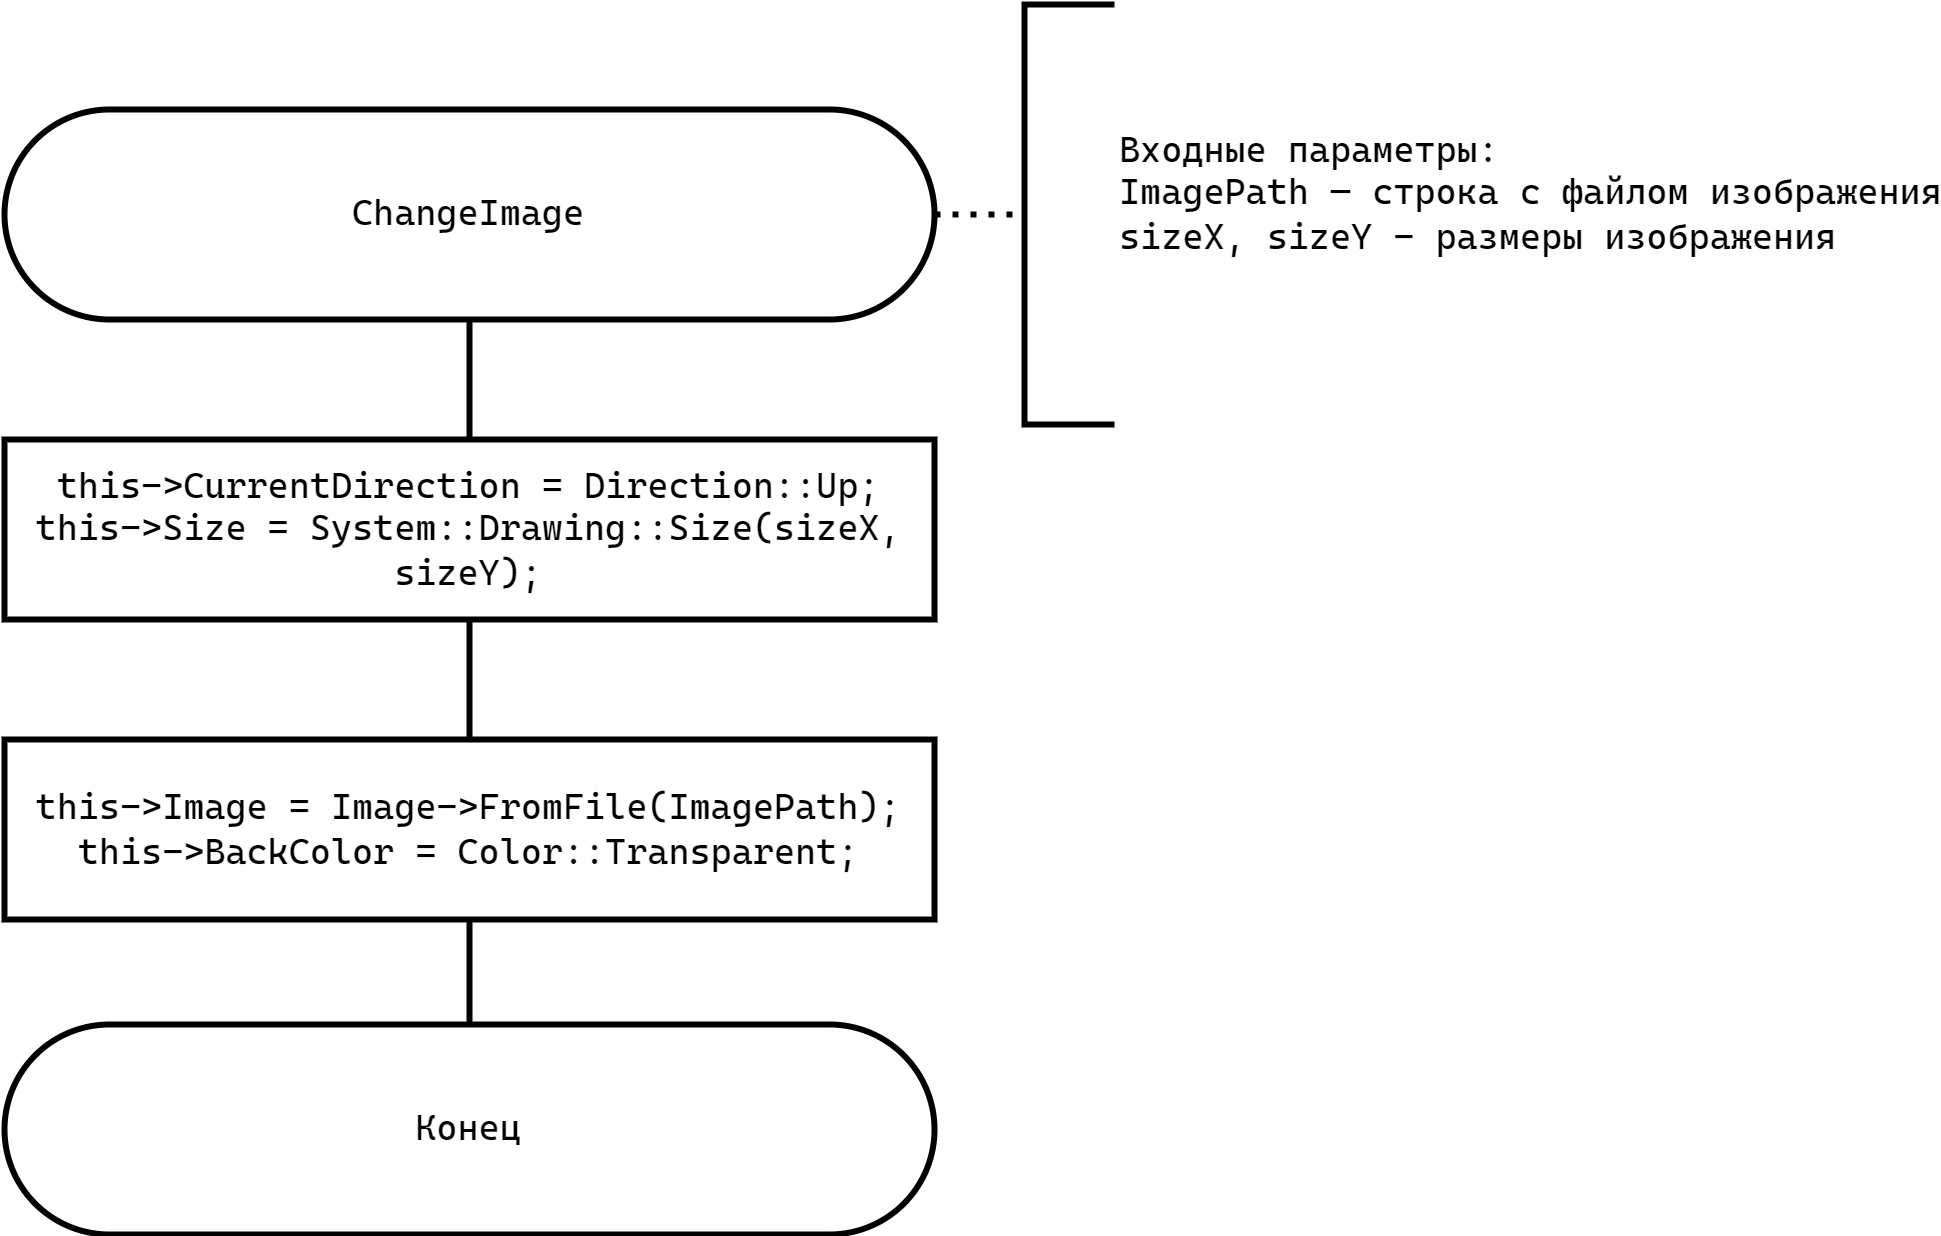 ChangeImage
Входные параметры:
ImagePath – строка с файлом изображения
sizeX, sizeY – размеры изображения
this->CurrentDirection = Direction::Up;
this->Size = System::Drawing::Size(sizeX,
sizeY);
this->Image = Image->FromFile(ImagePath);
this->BackColor = Color::Transparent;
Конец